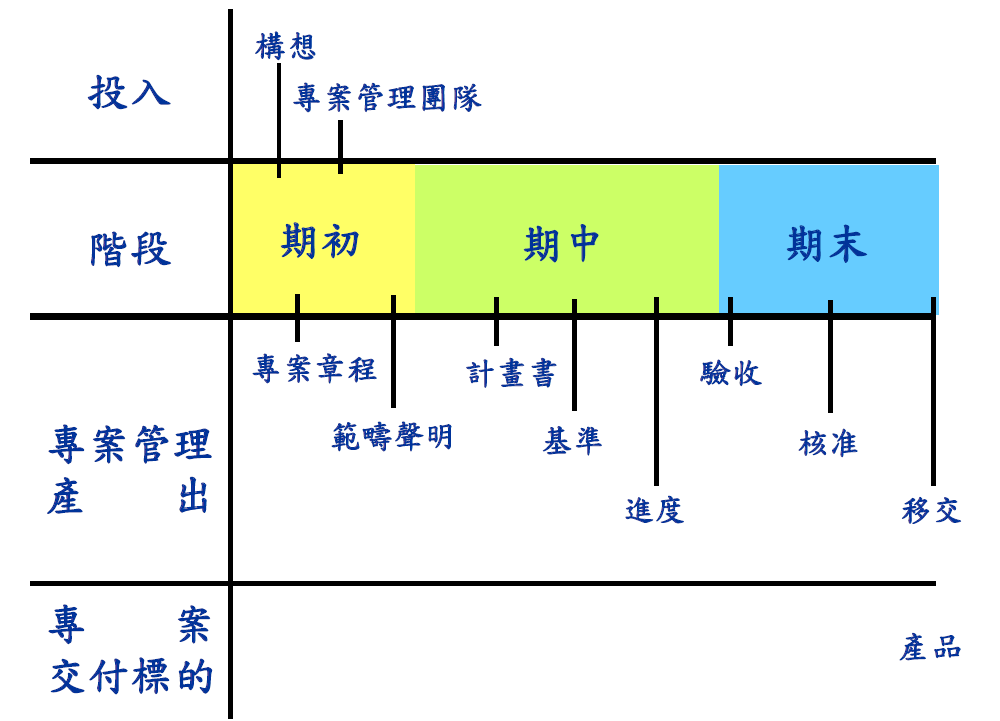 構想
投入
專案管理團隊
階段
期初
期中
期末
專案章程
計畫書
驗收
範疇聲明
基準
核准
進度
移交
專案管理
產出
專案
交付標的
產品